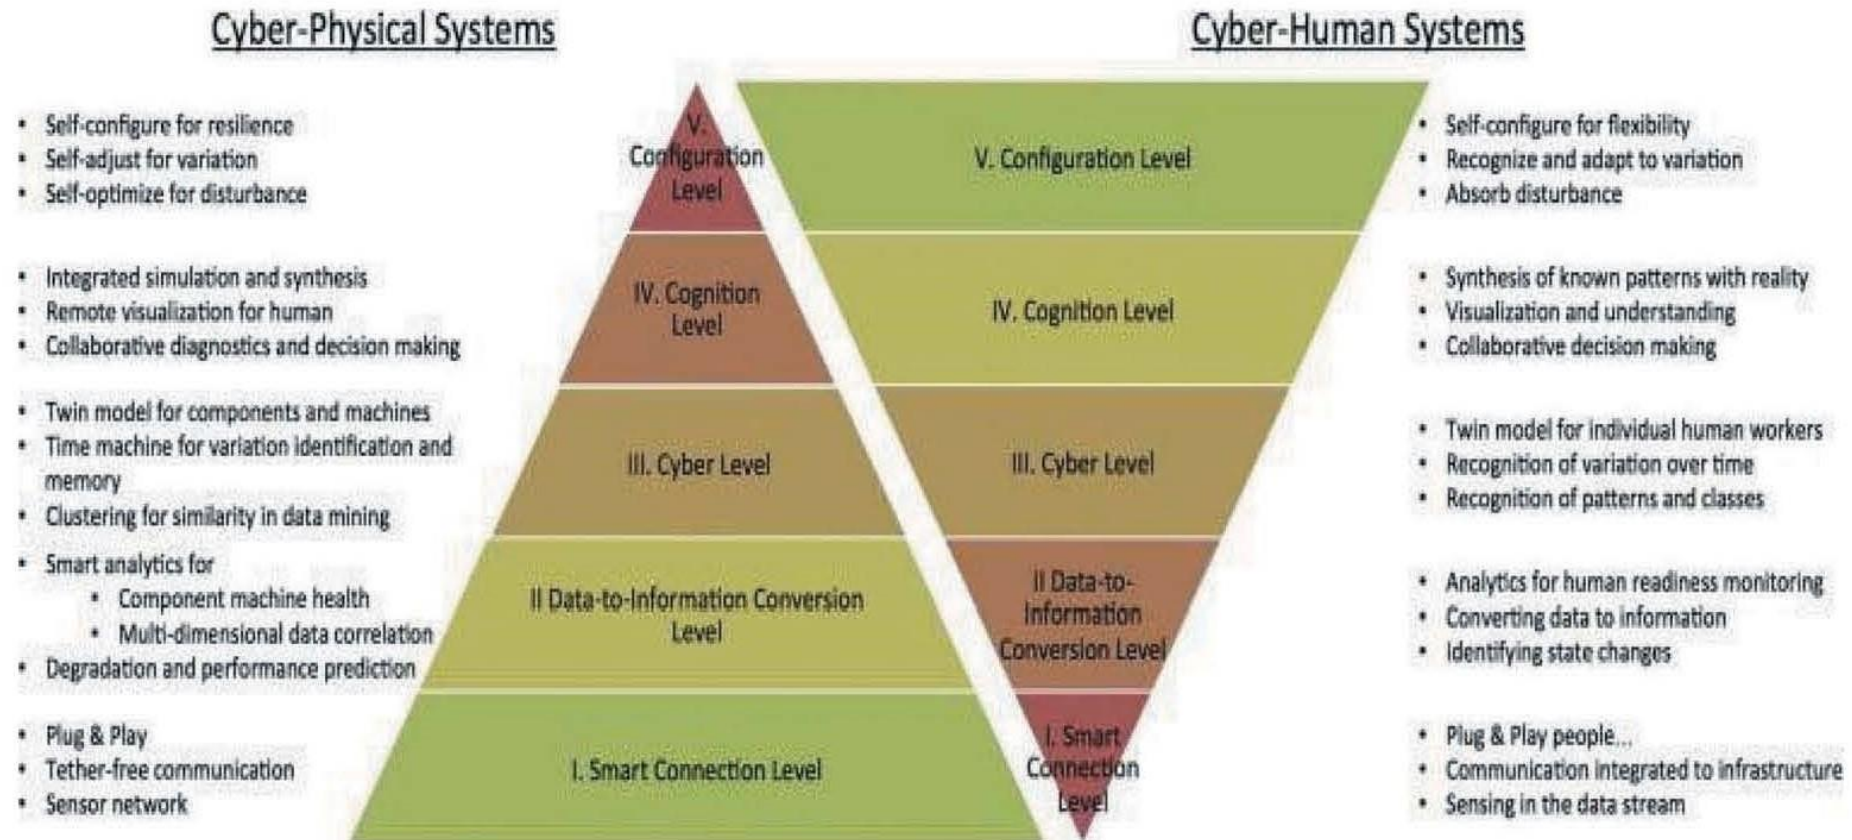 Cyber-Physical Systems
Cyber-Human Systems
• Self-configure for resilience
• Self-adjust for variation
• Self-optimize for disturbance
V.
Configuration
Level
V. Configuration Level
• Self-configure for flexibility
• Recognize and adapt to variation
• Absorb disturbance
• Integrated simulation and synthesis
• Remote visualization for human
• Collaborative diagnostics and decision making
IV. Cognition
Level
IV. Cognition Level
• Synthesis of known patterns with reality
• Visualization and understanding
• Collaborative decision making
• Twin model for components and machines
• Time machine for variation identification and
memory
• Clustering for similarity in data mining
III. Cyber Level
III. Cyber Level
• Twin model for individual human workers
• Recognition of variation over time
• Recognition of patterns and classes
• Smart analytics for
• Component machine health
• Multi-dimensional data correlation
• Degradation and performance prediction
II Data-to-Information Conversion
Level
II Data-to-
Information
Conversion Level
• Analytics for human readiness monitoring
• Converting data to information
• Identifying state changes
• Plug & Play
• Tether-free communication
• Sensor network
I. Smart Connection Level
I. Smart
Connection
Level
• Plug & Play people...
• Communication integrated to infrastructure
• Sensing in the data stream